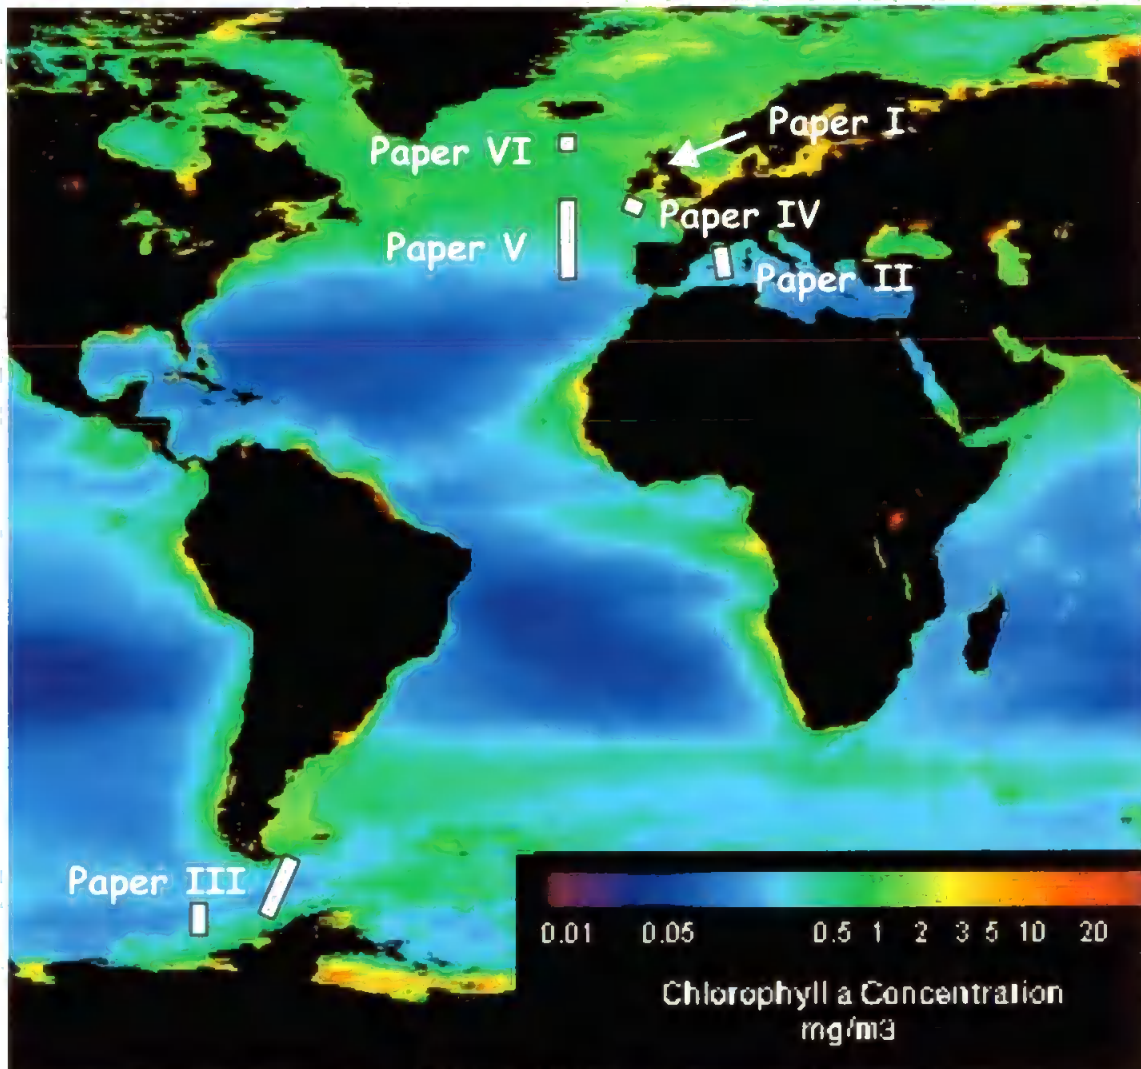 Paper I
Paper VI
Paper IV
Paper V
Paper II
Paper III
0.01 0.05 0.5 1 2 3 5 10 20
Chlorophyll a Concentration
mg/m3